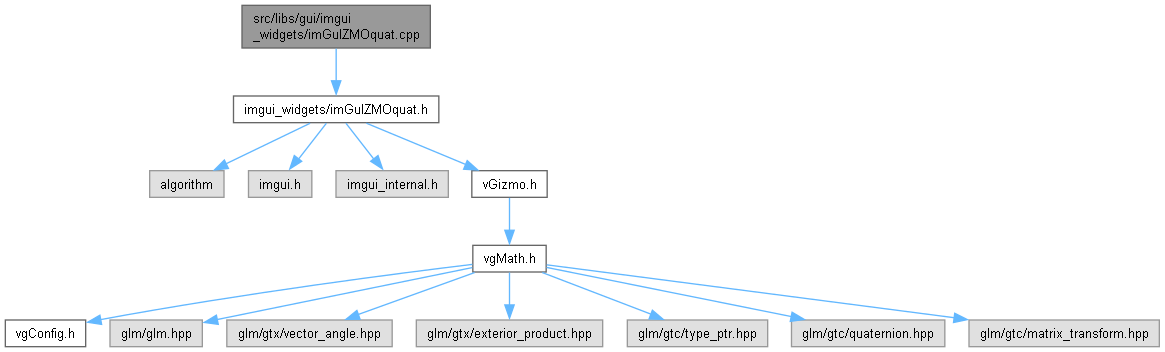 src/libs/gui/imgui
_widgets/imGuIZMOquat.cpp
imgui_widgets/imGuIZMOquat.h
algorithm
imgui.h
imgui_internal.h
vGizmo.h
vgMath.h
vgConfig.h
glm/glm.hpp
glm/gtx/vector_angle.hpp
glm/gtx/exterior_product.hpp
glm/gtc/type_ptr.hpp
glm/gtc/quaternion.hpp
glm/gtc/matrix_transform.hpp